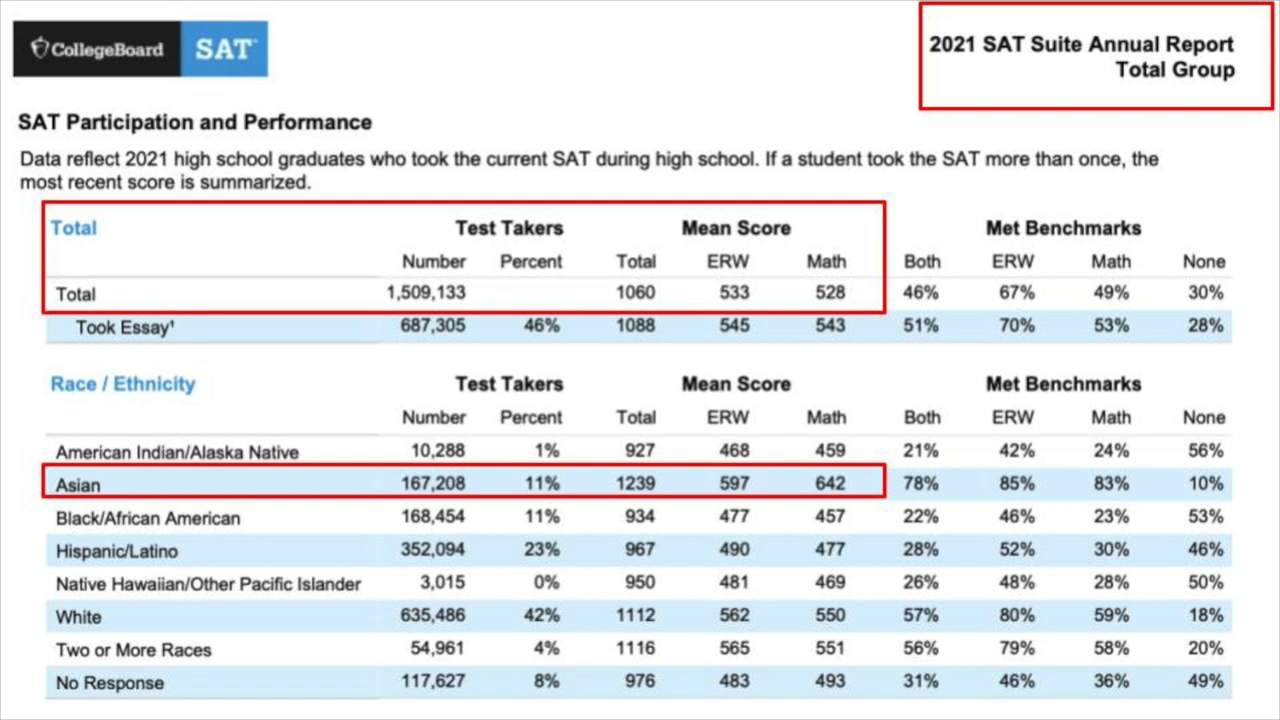 CollegeBoard SAT
2021 SAT Suite Annual Report
Total Group
SAT Participation and Performance
Data reflect 2021 high school graduates who took the current SAT during high school. If a student took the SAT more than once, the
most recent score is summarized.
Total Test Takers Mean Score Met Benchmarks
Number Percent Total ERW Math Both ERW Math None
Total 1,509,133 1060 533 528 46% 67% 49% 30%
Took Essay¹ 687,305 46% 1088 545 543 51% 70% 53% 28%
Race / Ethnicity Test Takers Mean Score Met Benchmarks
Number Percent Total ERW Math Both ERW Math None
American Indian/Alaska Native 10,288 1% 927 468 459 21% 42% 24% 56%
Asian 167,208 11% 1239 597 642 78% 85% 83% 10%
Black/African American 168,454 11% 934 477 457 22% 46% 23% 53%
Hispanic/Latino 352,094 23% 967 490 477 28% 52% 30% 46%
Native Hawaiian/Other Pacific Islander 3,015 0% 950 481 469 26% 48% 28% 50%
White 635,486 42% 1112 562 550 57% 80% 59% 18%
Two or More Races 54,961 4% 1116 565 551 56% 79% 58% 20%
No Response 117,627 8% 976 483 493 31% 46% 36% 49%